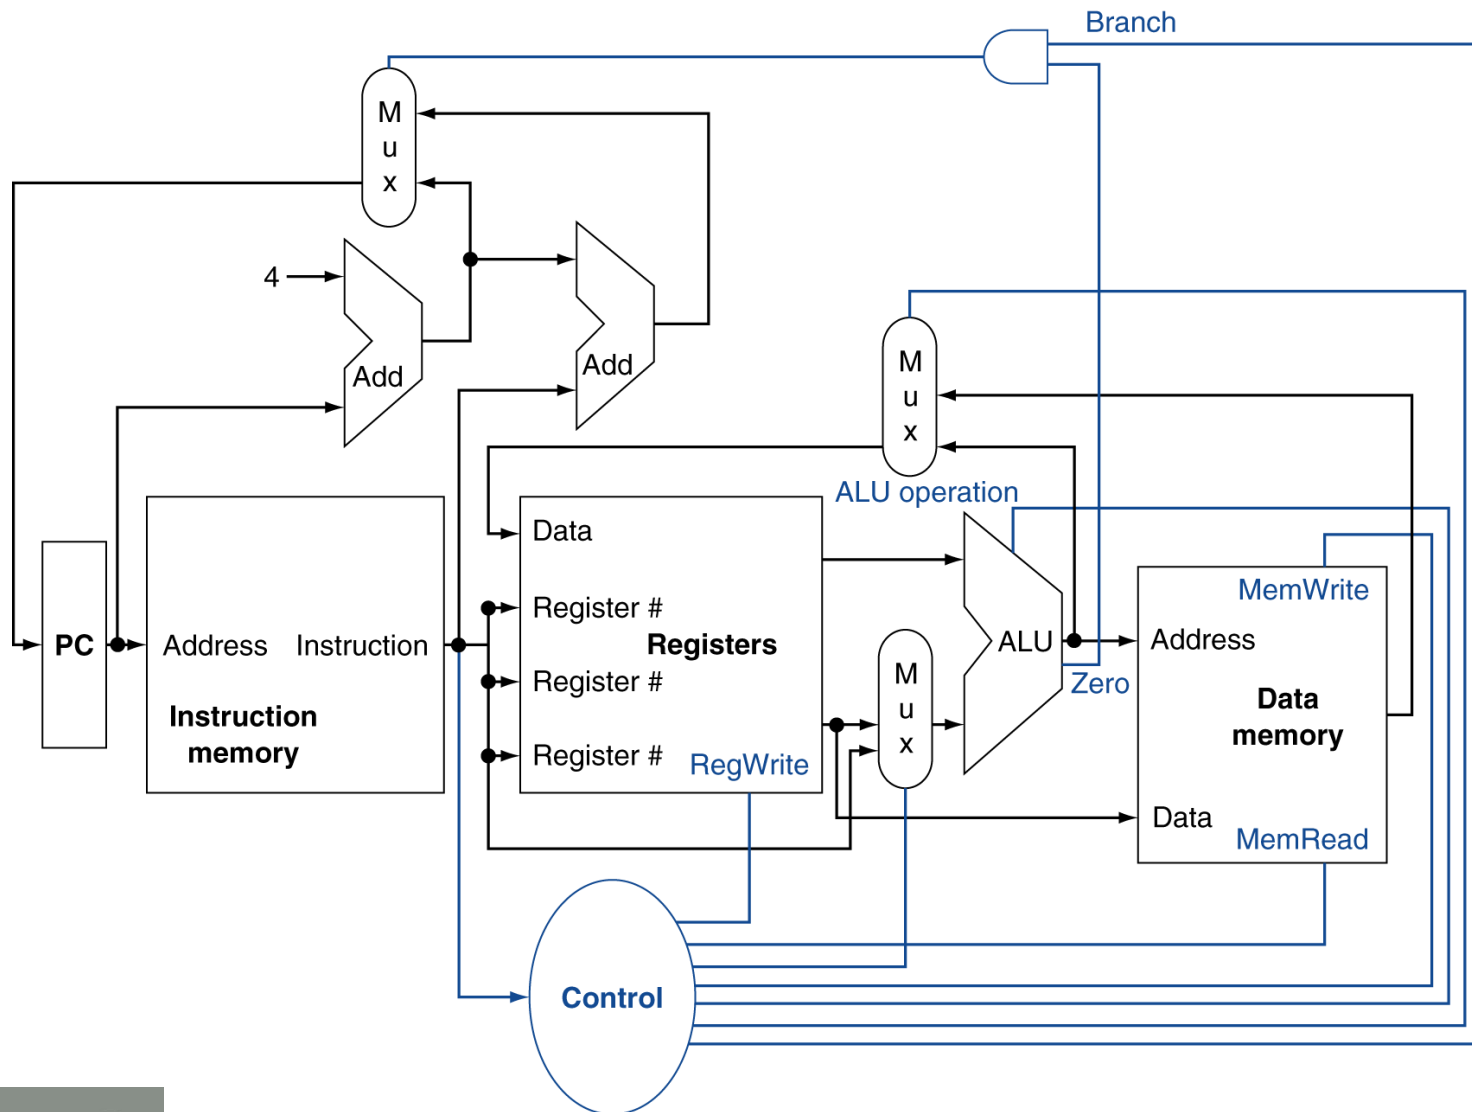 Branch
M
u
x
4
Add
Add
M
u
x
ALU operation
Data
Register #
Registers
Register #
Register #
RegWrite
PC
Address
Instruction
Instruction
memory
M
u
x
ALU
Zero
MemWrite
Address
Data
memory
Data
MemRead
Control